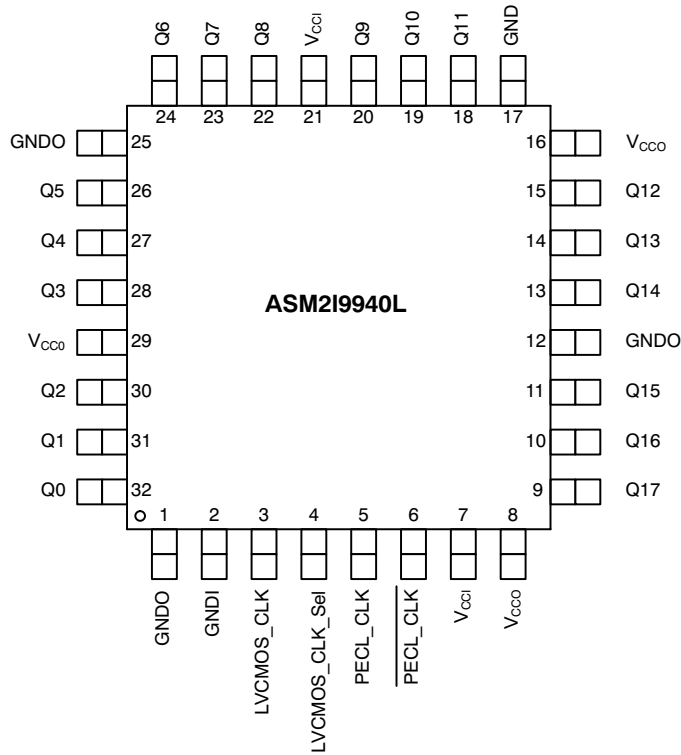 Q6
Q7
Q8
VCCI
Q9
Q10
Q11
GND
24
23
22
21
20
19
18
17
GNDO
25
16
VCCO
Q5
26
15
Q12
Q4
27
14
Q13
Q3
28
ASM2I9940L
13
Q14
VCC0
29
12
GNDO
Q2
30
11
Q15
Q1
31
10
Q16
Q0
32
9
Q17
1
2
3
4
5
6
7
8
GNDO
GNDI
LVCMOS_CLK
LVCMOS_CLK_Sel
PECL_CLK
PECL_CLK
VCCI
VCCO